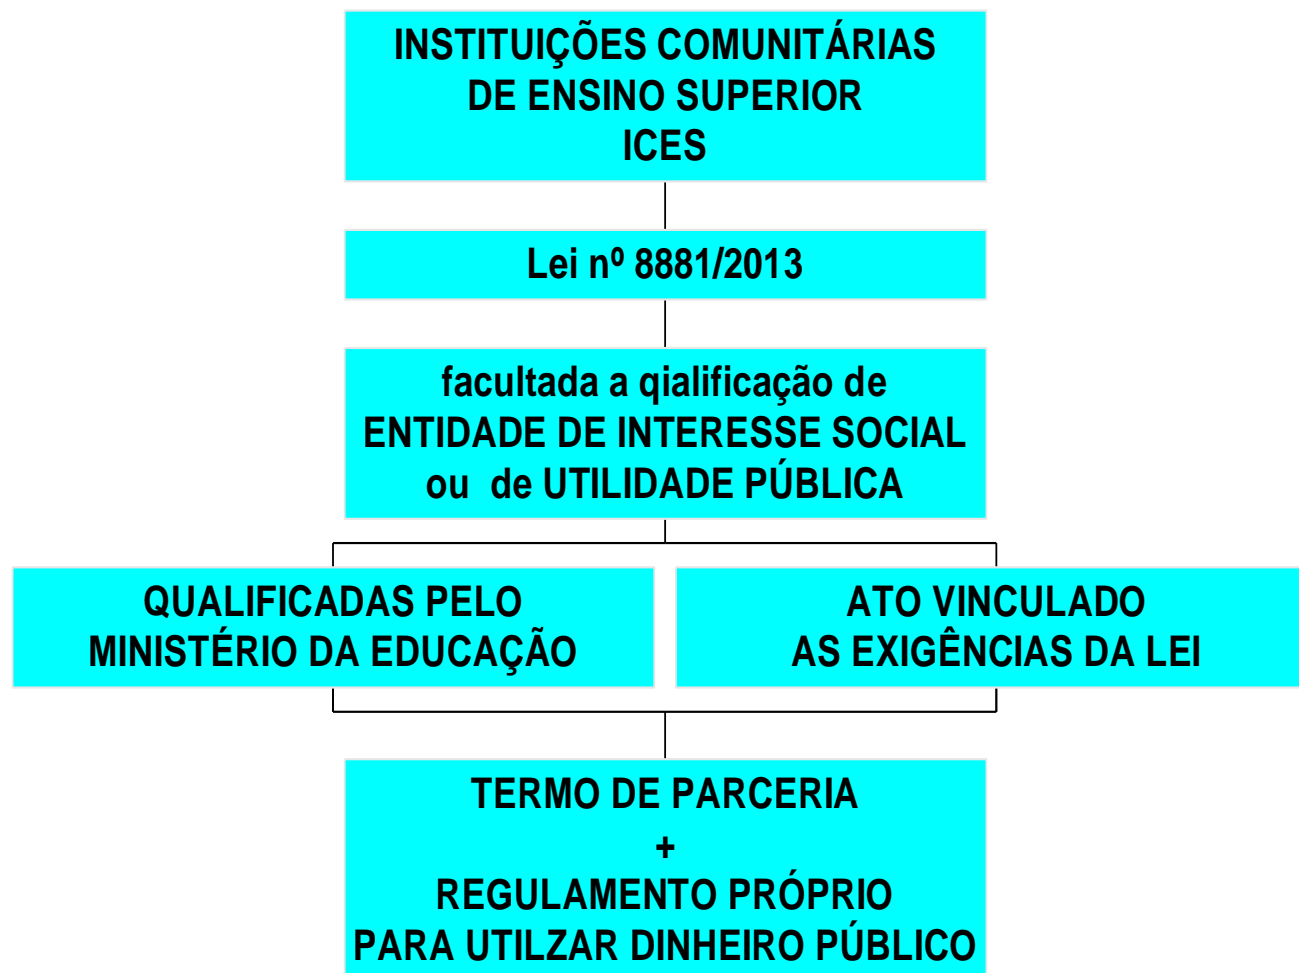 INSTITUIÇÕES COMUNITÁRIAS
DE ENSINO SUPERIOR
ICES
Lei nº 8881/2013
facultada a qialificação de
ENTIDADE DE INTERESSE SOCIAL
ou de UTILIDADE PÚBLICA
QUALIFICADAS PELO
MINISTÉRIO DA EDUCAÇÃO
ATO VINCULADO
AS EXIGÊNCIAS DA LEI
TERMO DE PARCERIA
+
REGULAMENTO PRÓPRIO
PARA UTILZAR DINHEIRO PÚBLICO